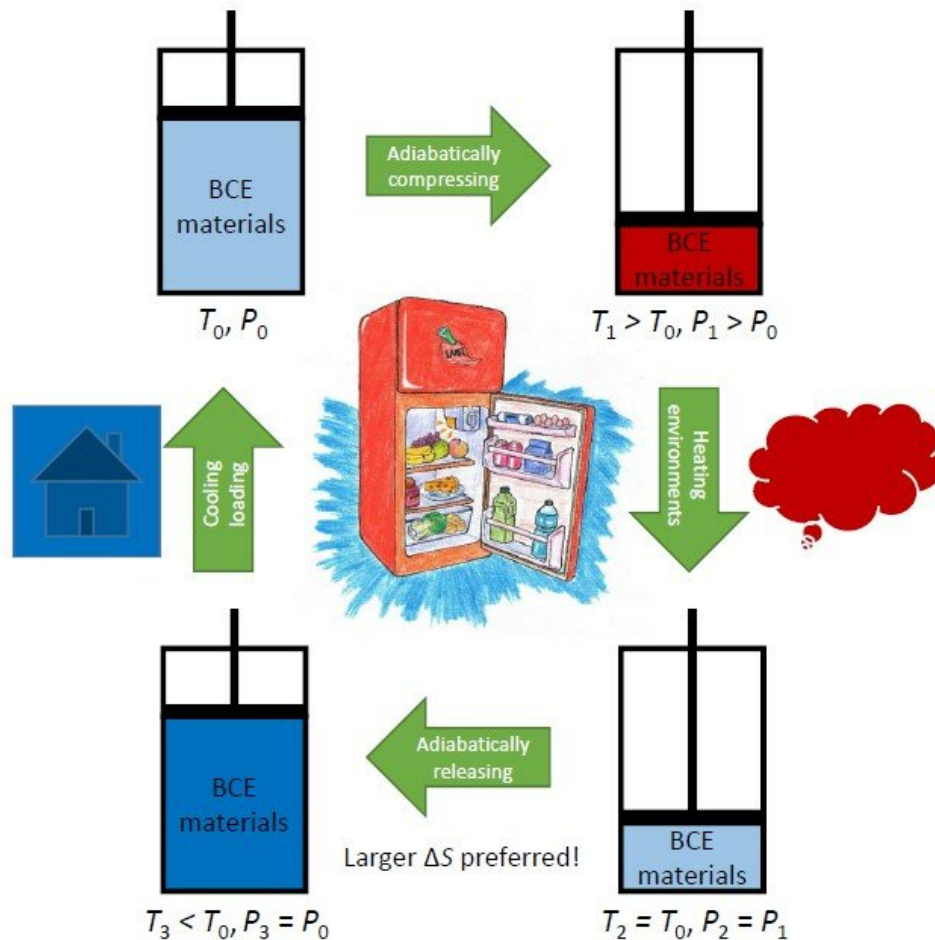 BCE
materials
Adiabatically
compressing
BCE
materials
T₀, P₀
T₁ > T₀, P₁ > P₀
Cooling
loading
Heating
environments
BCE
materials
Adiabatically
releasing
BCE
materials
Larger ΔS preferred!
T₃ < T₀, P₃ = P₀
T₂ = T₀, P₂ = P₁